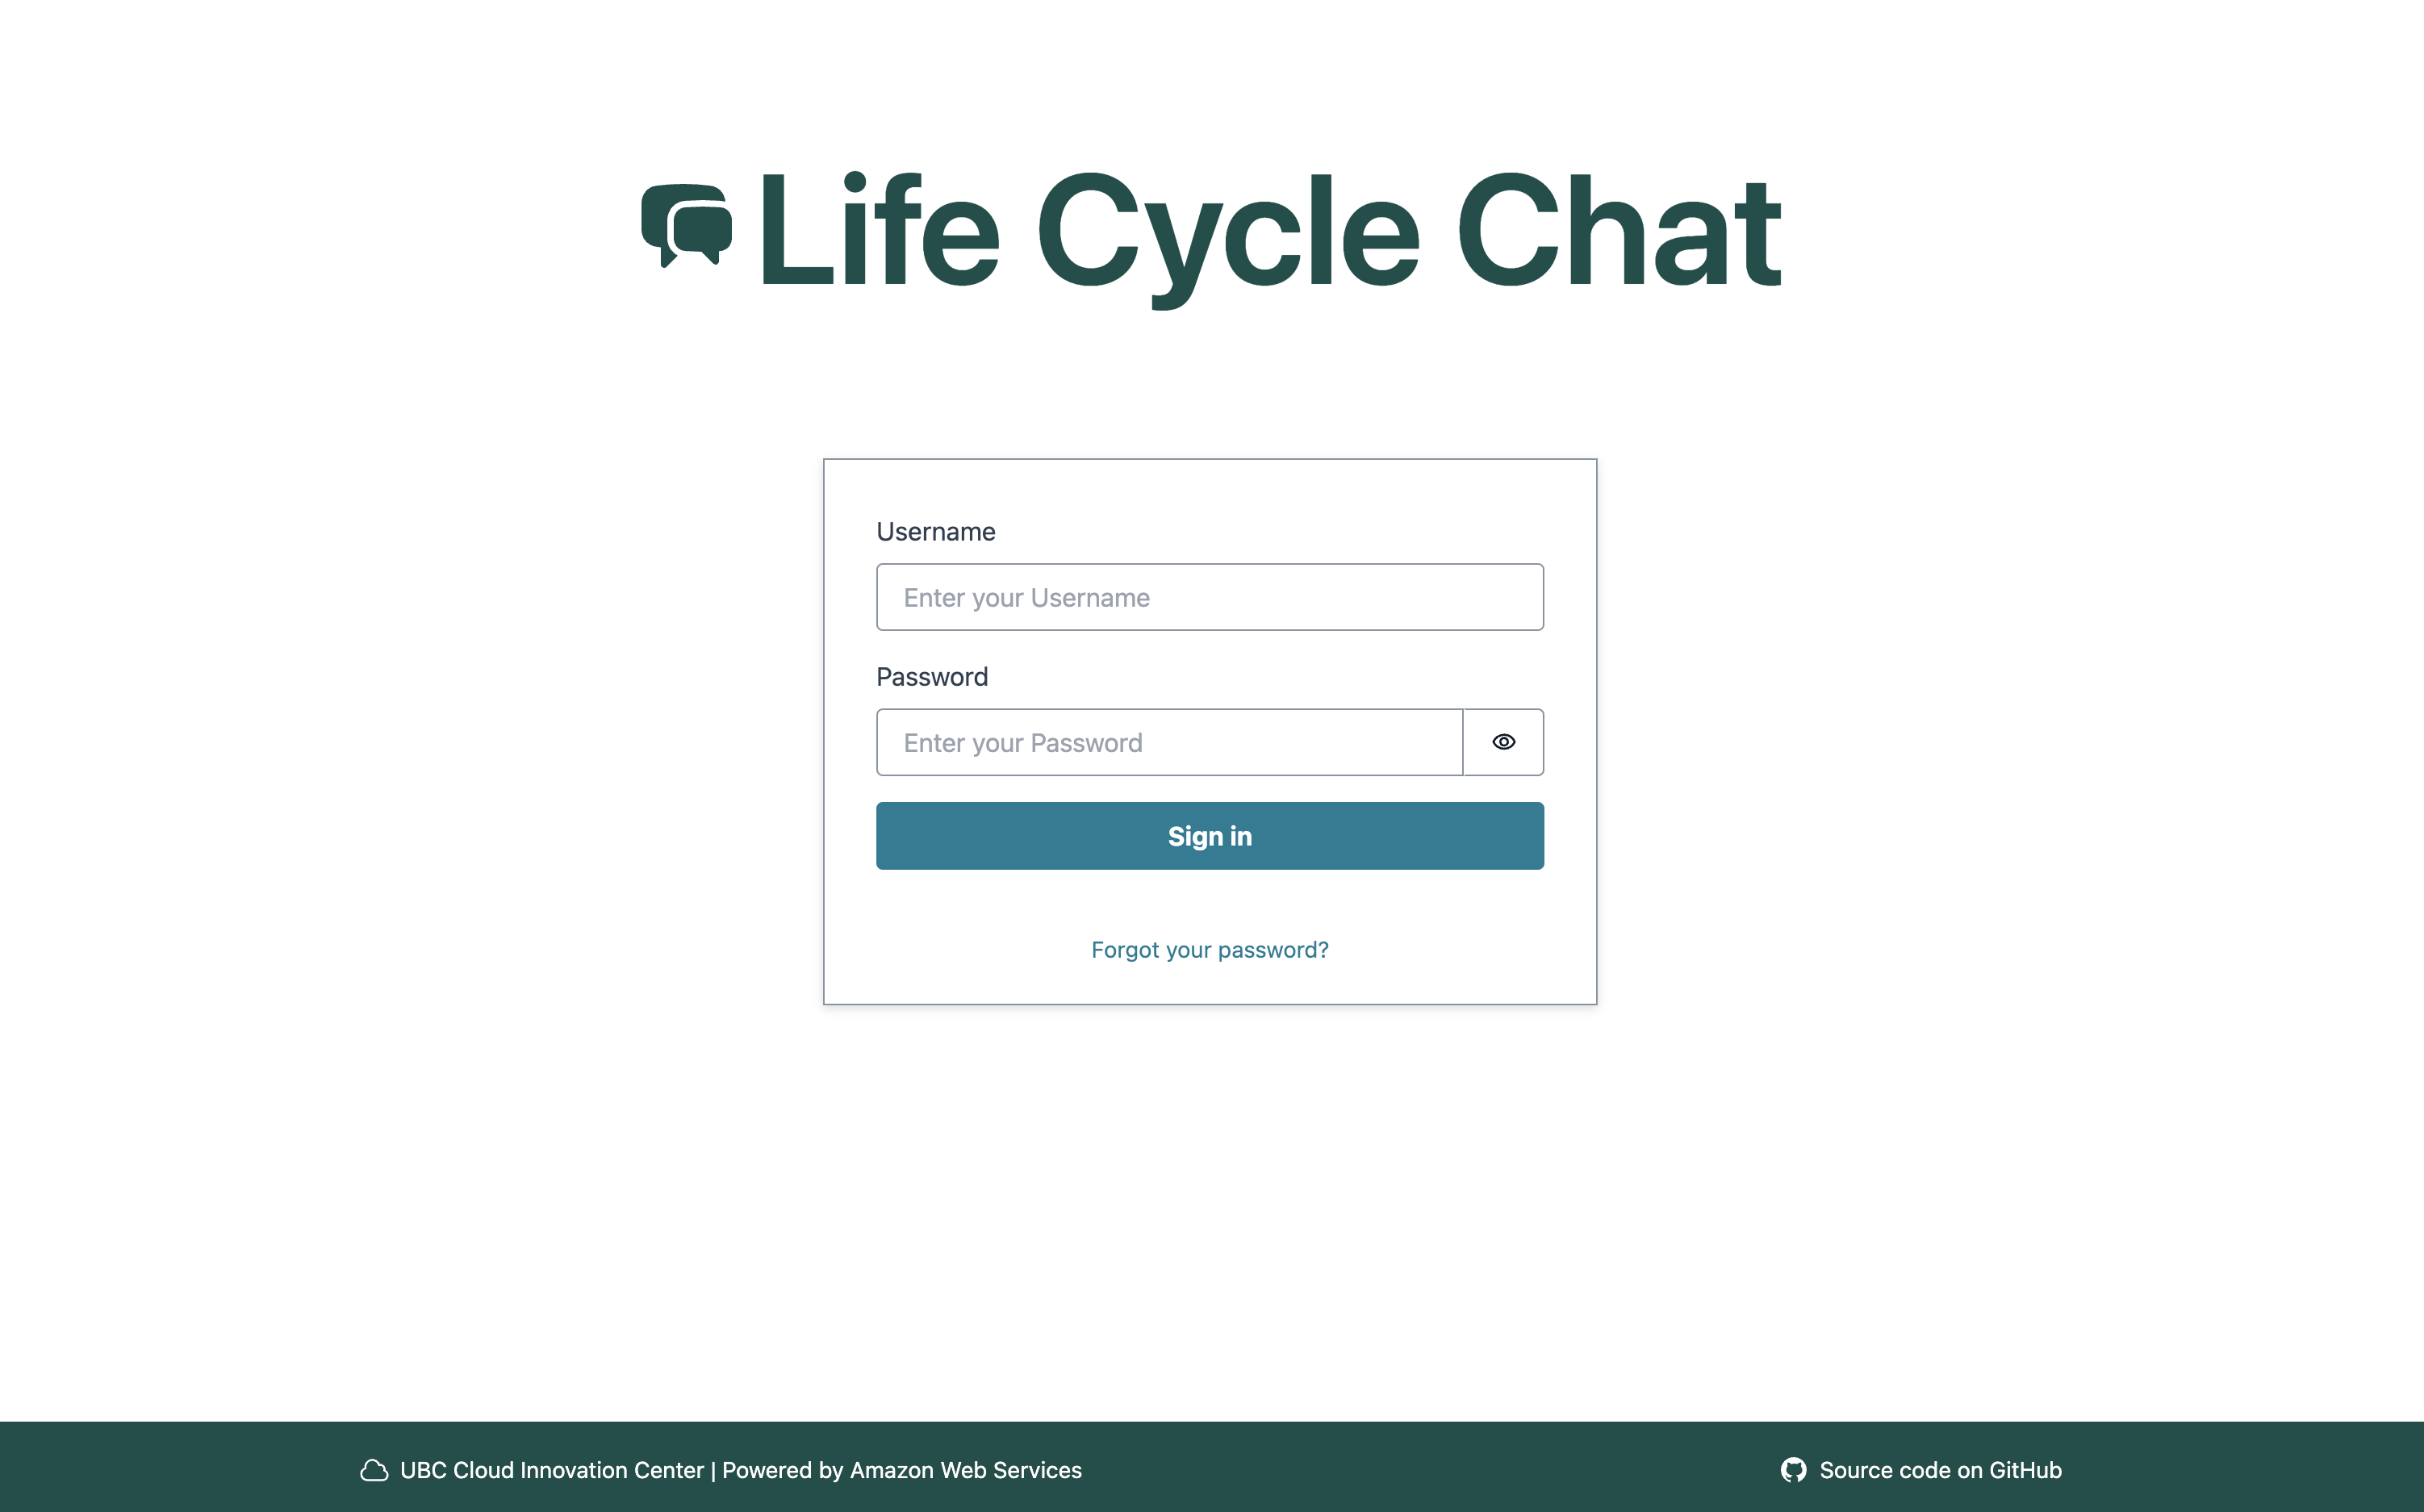 Life Cycle Chat
Username
Enter your Username
Password
Enter your Password
Sign in
Forgot your password?
UBC Cloud Innovation Center | Powered by Amazon Web Services
Source code on GitHub